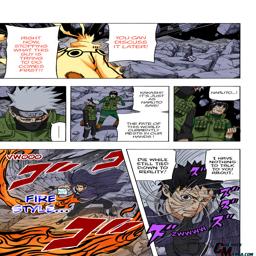 YOU CAN
DISCUSS
IT LATER!
RIGHT
NOW,
STOPPING
WHAT THIS
GUY IS
TRYING
TO DO
COMES
FIRST!
NARUTO...!
KAKASHI!
IT'S JUST
AS
NARUTO
SAID!
THE FATE OF
THIS WORLD
CURRENTLY
RESTS IN OUR
HANDS!
I HAVE
NOTHING
TO TALK
TO YOU
ABOUT.
DIE WHILE
STILL TIED
DOWN TO
REALITY!
ZWWWN
VWOOO
FIRE
STYLE...